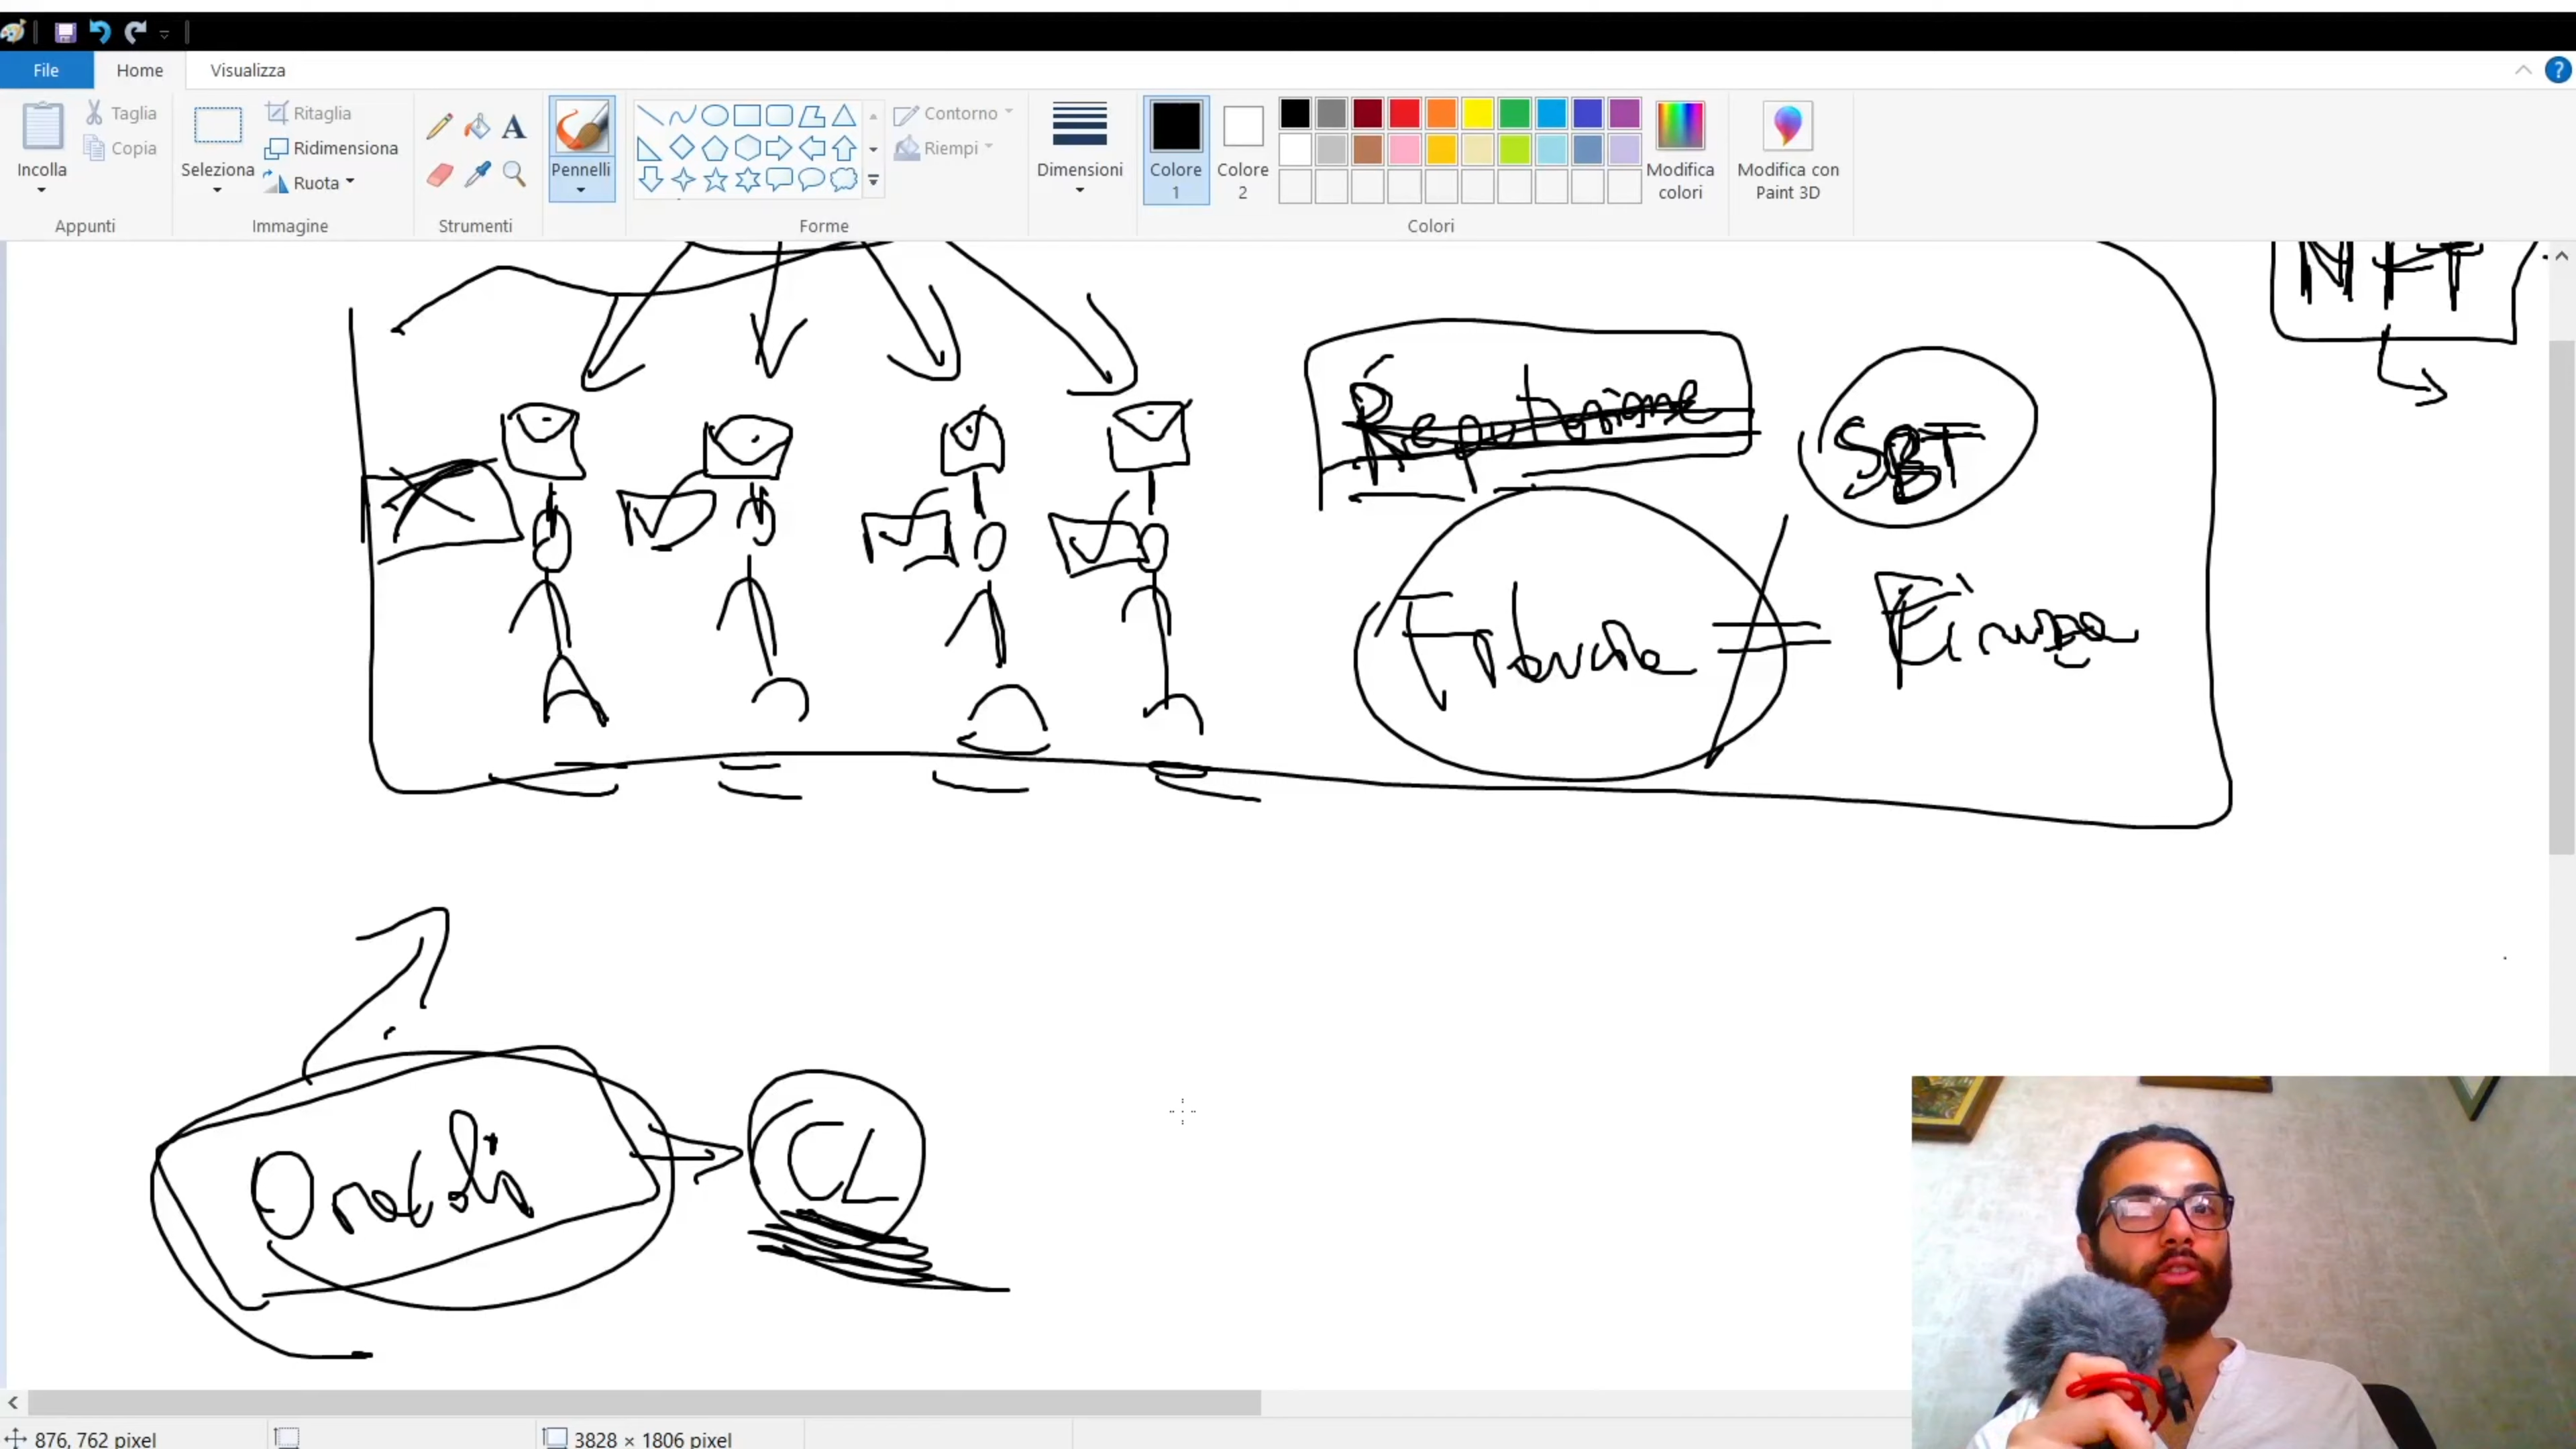 File Home Visualizza
Incolla
Taglia
Copia
Appunti
Seleziona
Ritaglia
Ridimensiona
Ruota
Immagine
Strumenti
Pennelli
Forme
Contorno
Riempi
Dimensioni
Colore 1
Colore 2
Modifica colori
Colori
Modifica con Paint 3D
NFT
Reputazione
SBT
Fiducia ≠ Finanza
?
Oracoli
CL
876, 762 pixel 3828 × 1806 pixel